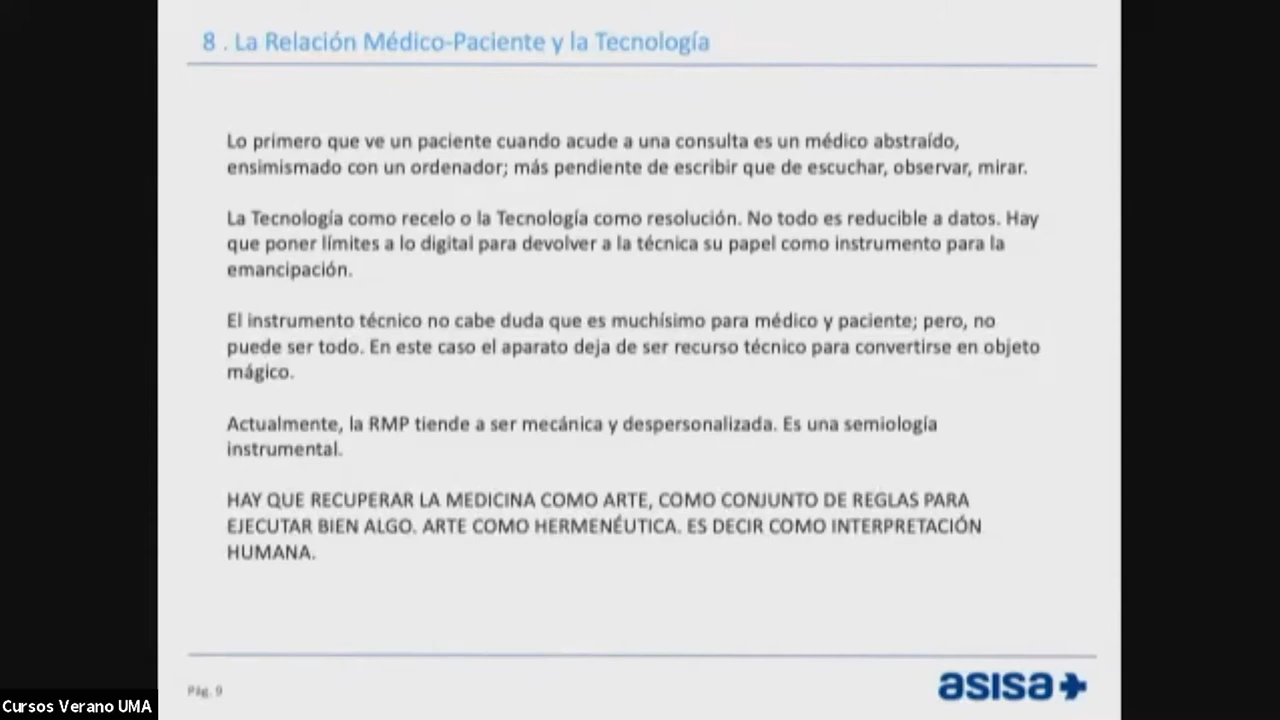 8 . La Relación Médico-Paciente y la Tecnología
Lo primero que ve un paciente cuando acude a una consulta es un médico abstraído,
ensimismado con un ordenador; más pendiente de escribir que de escuchar, observar, mirar.
La Tecnología como recelo o la Tecnología como resolución. No todo es reducible a datos. Hay
que poner límites a lo digital para devolver a la técnica su papel como instrumento para la
emancipación.
El instrumento técnico no cabe duda que es muchísimo para médico y paciente; pero, no
puede ser todo. En este caso el aparato deja de ser recurso técnico para convertirse en objeto
mágico.
Actualmente, la RMP tiende a ser mecánica y despersonalizada. Es una semiología
instrumental.
HAY QUE RECUPERAR LA MEDICINA COMO ARTE, COMO CONJUNTO DE REGLAS PARA
EJECUTAR BIEN ALGO. ARTE COMO HERMENÉUTICA. ES DECIR COMO INTERPRETACIÓN
HUMANA.
Pág. 9
asisa
Cursos Verano UMA